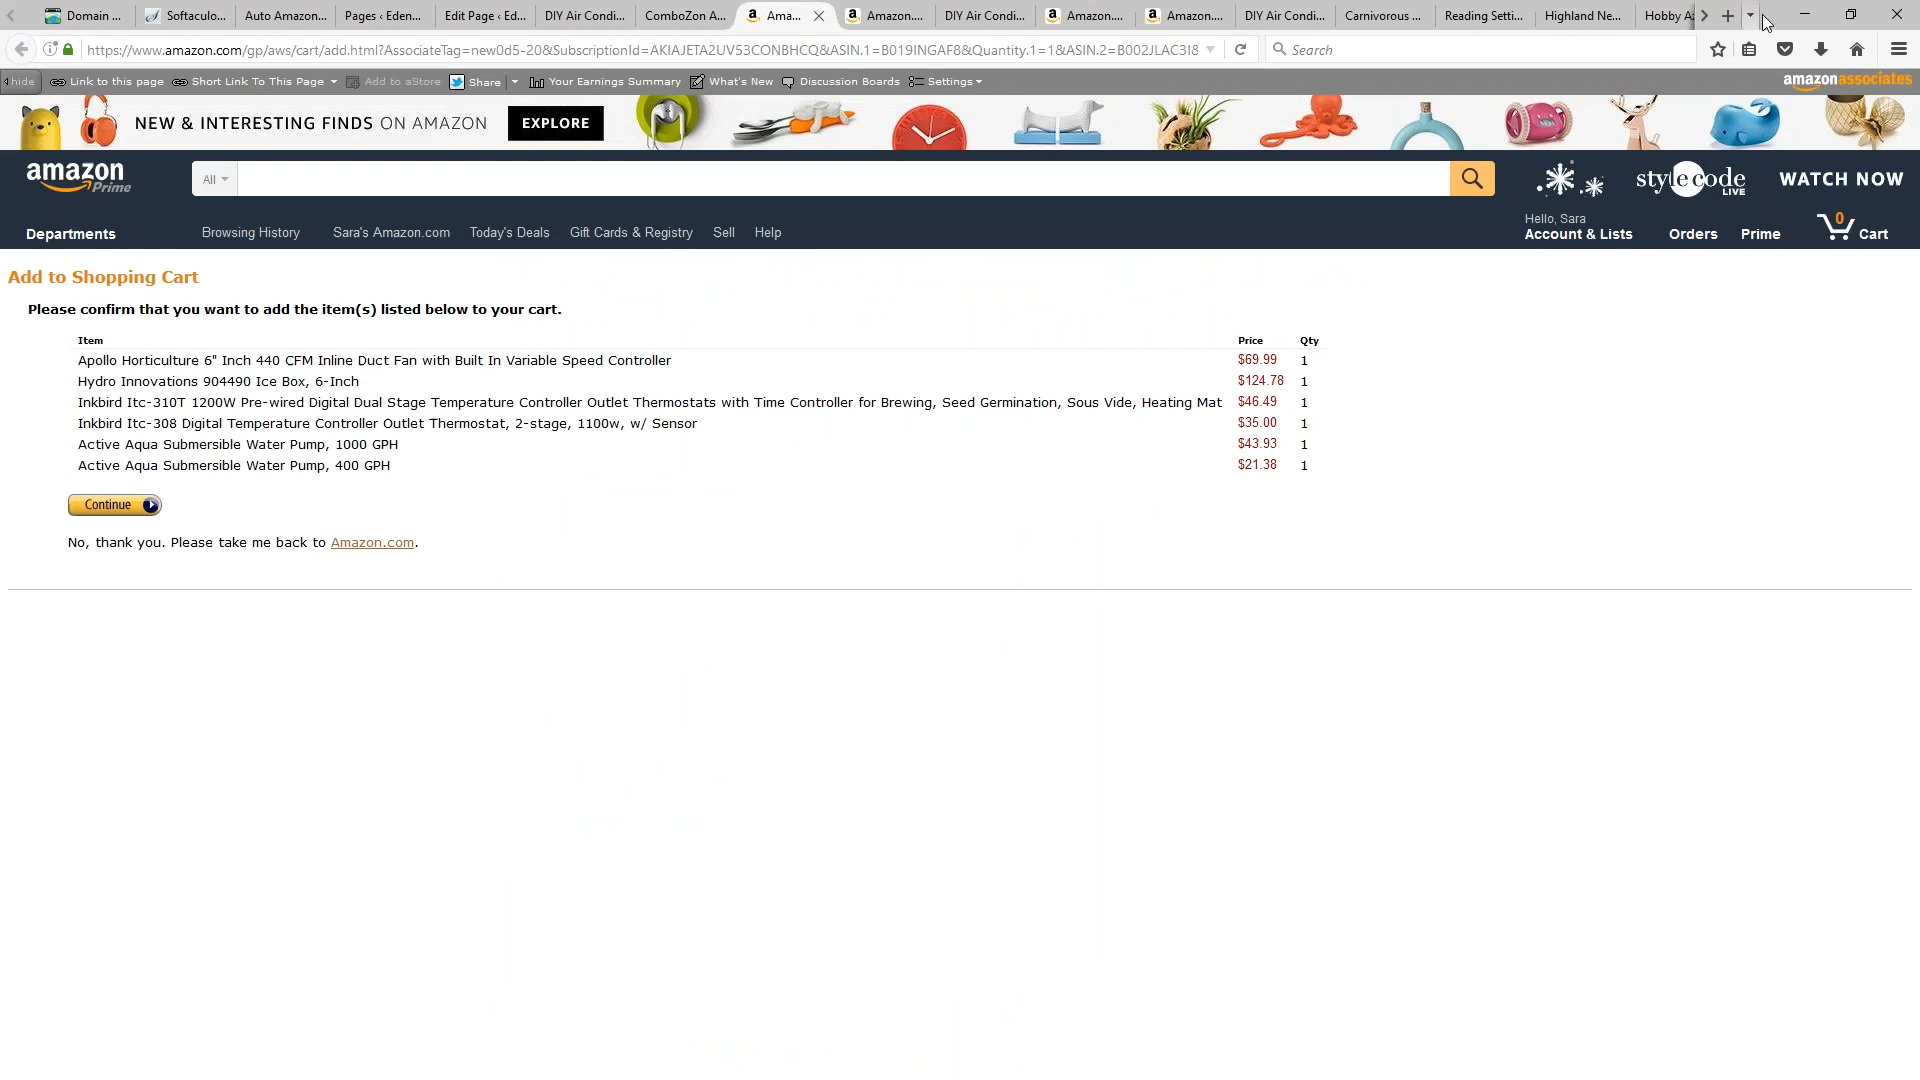 Domain ... Softaculo... Auto Amazon... Pages ‹ Eden... Edit Page ‹ Ed... DIY Air Condi... ComboZon A... Ama... Amazon.... DIY Air Condi... Amazon.... Amazon.... DIY Air Condi... Carnivorous ... Reading Setti... Highland Ne... Hobby Az
https://www.amazon.com/gp/aws/cart/add.html?AssociateTag=new0d5-20&SubscriptionId=AKIAJETA2UV53CONBHCQ&ASIN.1=B019INGAF8&Quantity.1=1&ASIN.2=B002JLAC3I8 Search
hide Link to this page Short Link To This Page Add to aStore Share Your Earnings Summary What's New Discussion Boards Settings amazonassociates
NEW & INTERESTING FINDS ON AMAZON EXPLORE
amazon Prime All stylecode LIVE WATCH NOW
Hello, Sara 0
Departments Browsing History Sara's Amazon.com Today's Deals Gift Cards & Registry Sell Help Account & Lists Orders Prime Cart
Add to Shopping Cart
Please confirm that you want to add the item(s) listed below to your cart.
Item Price Qty
Apollo Horticulture 6" Inch 440 CFM Inline Duct Fan with Built In Variable Speed Controller $69.99 1
Hydro Innovations 904490 Ice Box, 6-Inch $124.78 1
Inkbird Itc-310T 1200W Pre-wired Digital Dual Stage Temperature Controller Outlet Thermostats with Time Controller for Brewing, Seed Germination, Sous Vide, Heating Mat $46.49 1
Inkbird Itc-308 Digital Temperature Controller Outlet Thermostat, 2-stage, 1100w, w/ Sensor $35.00 1
Active Aqua Submersible Water Pump, 1000 GPH $43.93 1
Active Aqua Submersible Water Pump, 400 GPH $21.38 1
Continue
No, thank you. Please take me back to Amazon.com.